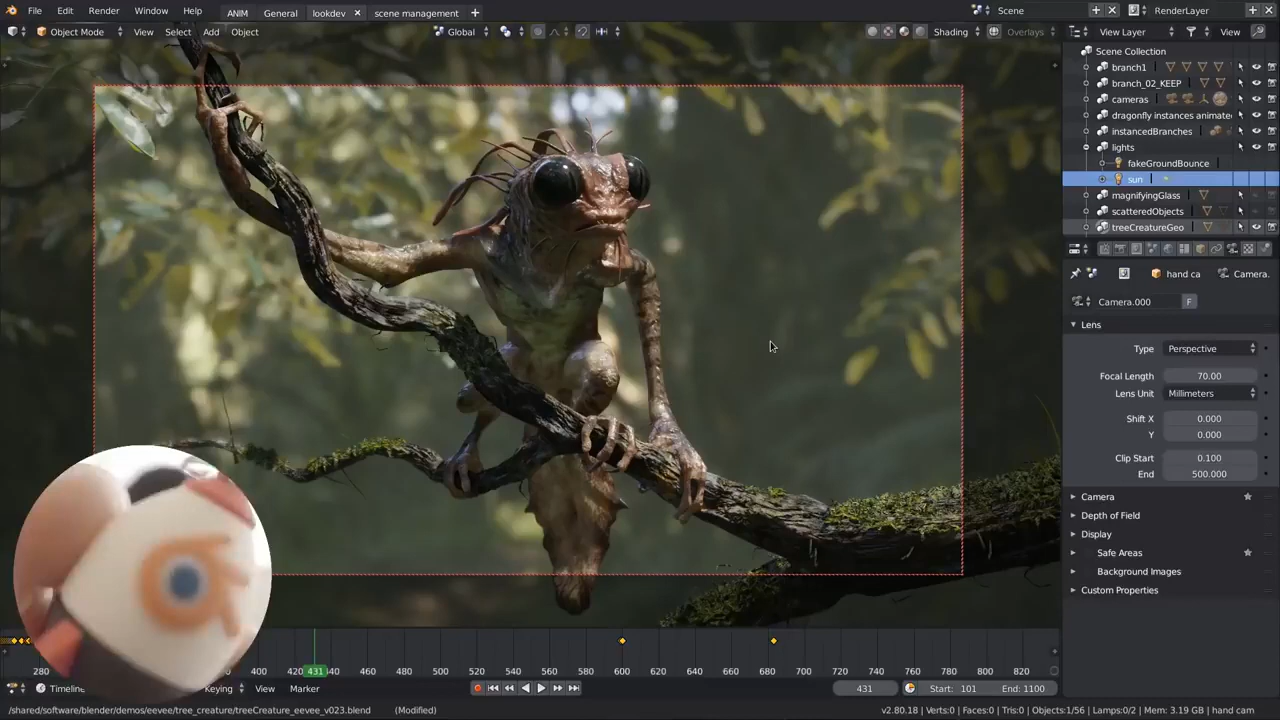 File Edit Render Window Help ANIM General lookdev scene management Scene RenderLayer
Object Mode View Select Add Object Global Shading Overlays View Layer View
Scene Collection
branch1
branch_02_KEEP
cameras
dragonfly instances animate
instancedBranches
lights
fakeGroundBounce
sun
magnifyingGlass
scatteredObjects
treeCreatureGeo
hand ca Camera.
Camera.000 F
Lens
Type Perspective
Focal Length 70.00
Lens Unit Millimeters
Shift X 0.000
Y 0.000
Clip Start 0.100
End 500.000
Camera
Depth of Field
Display
Safe Areas
Background Images
Custom Properties
280 400 420 431 440 460 480 500 520 540 560 580 600 620 640 660 680 700 720 740 760 780 800 820
Timeline Keying View Marker 431 Start: 101 End: 1100
/shared/software/blender/demos/eevee/tree_creature/treeCreature_eevee_v023.blend (Modified) v2.80.18 | Verts:0 | Faces:0 | Tris:0 | Objects:1/56 | Lamps:0/2 | Mem: 3.19 GB | hand cam